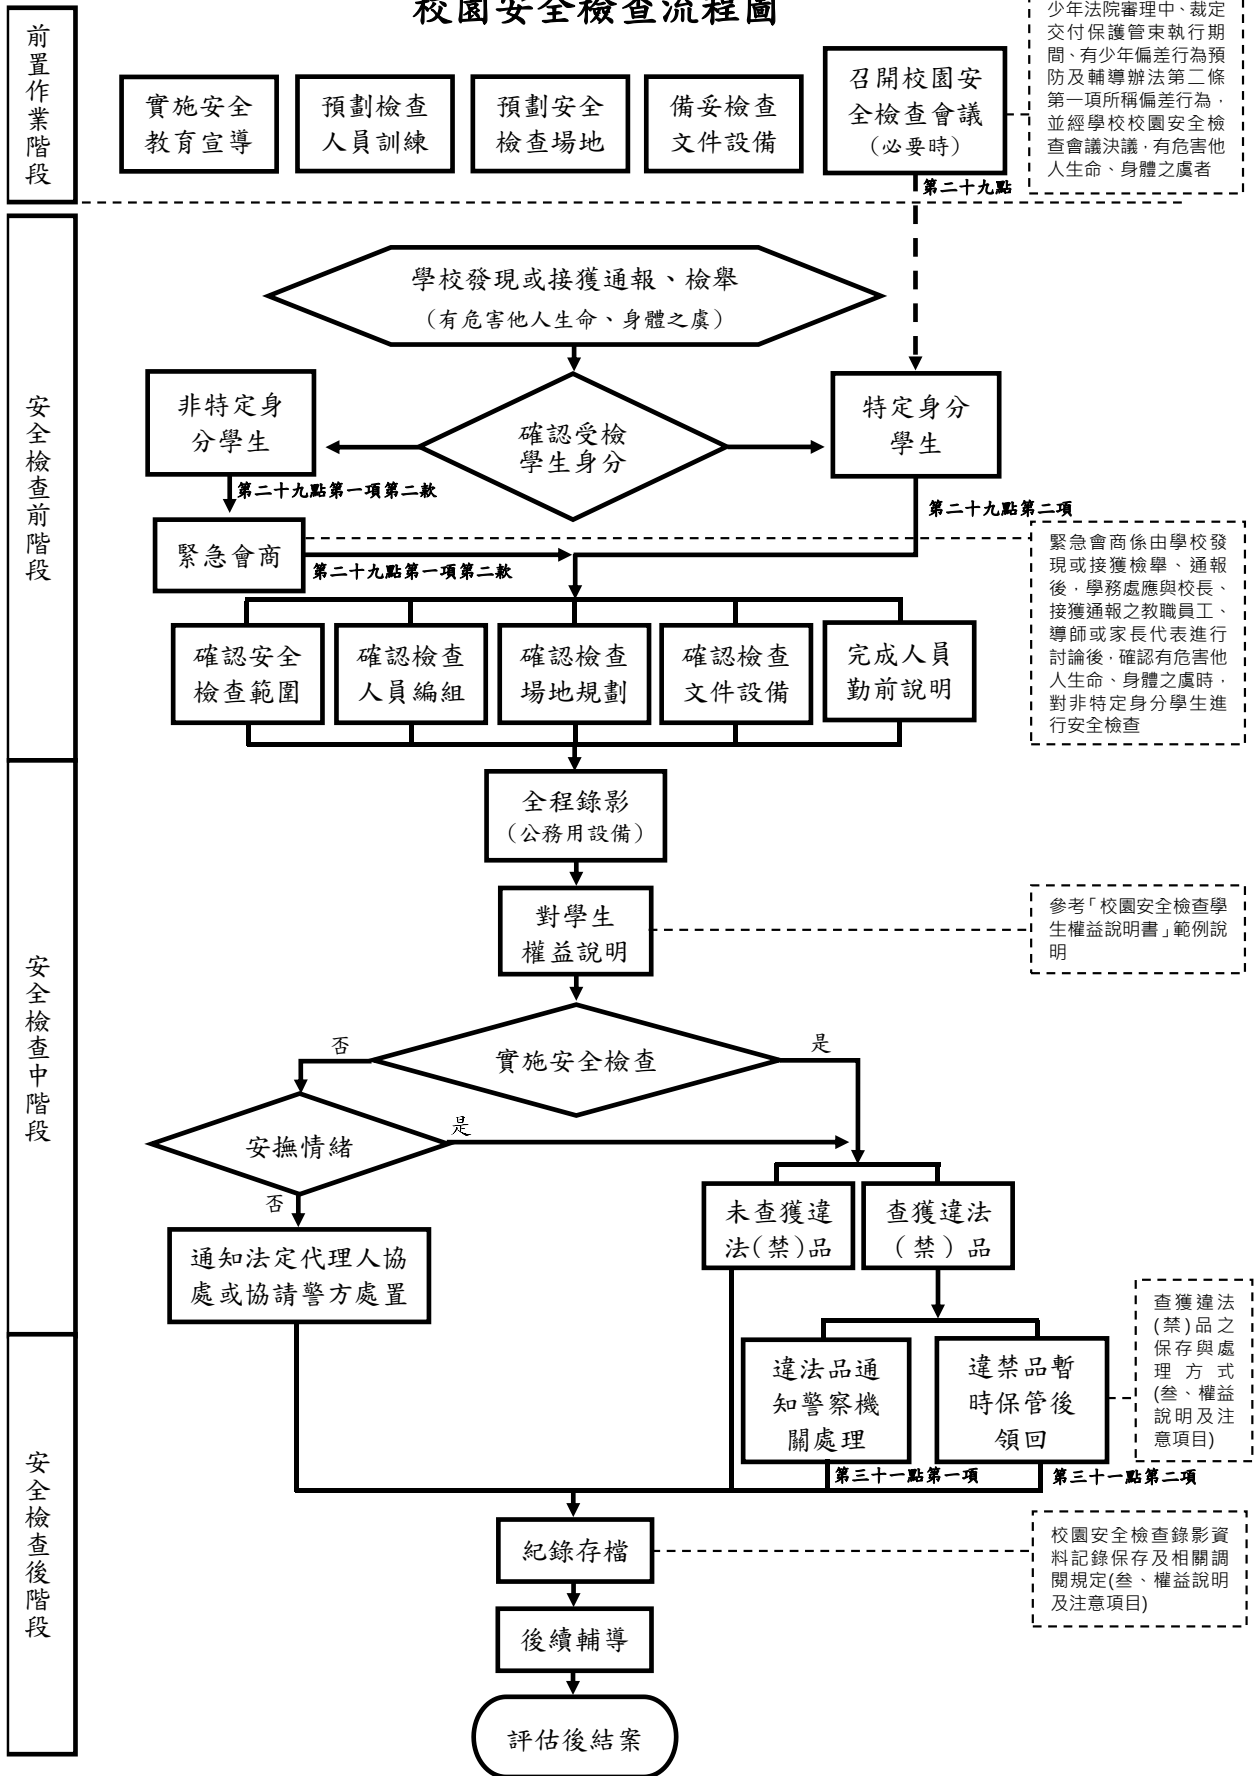 校園安全檢查流程圖
前置作業階段
實施安全
教育宣導
預劃檢查
人員訓練
預劃安全
檢查場地
備妥檢查
文件設備
召開校園安
全檢查會議
(必要時)
少年法院審理中、裁定
交付保護管束執行期
間、有少年偏差行為預
防及輔導辦法第二條
第一項所稱偏差行為，
並經學校校園安全檢
查會議決議，有危害他
人生命、身體之虞者
第二十九點
安全檢查前階段
學校發現或接獲通報、檢舉
（有危害他人生命、身體之虞）
非特定身
分學生
確認受檢
學生身分
特定身分
學生
第二十九點第一項第二款
第二十九點第二項
緊急會商
第二十九點第一項第二款
緊急會商係由學校發
現或接獲檢舉、通報
後，學務處應與校長、
接獲通報之教職員工、
導師或家長代表進行
討論後，確認有危害他
人生命、身體之虞時，
對非特定身分學生進
行安全檢查
確認安全
檢查範圍
確認檢查
人員編組
確認檢查
場地規劃
確認檢查
文件設備
完成人員
勤前說明
安全檢查中階段
全程錄影
（公務用設備）
對學生
權益說明
參考「校園安全檢查學
生權益說明書」範例說
明
實施安全檢查
否
是
安撫情緒
是
否
未查獲違
法(禁)品
查獲違法
（禁）品
通知法定代理人協
處或協請警方處置
查獲違法
(禁)品之
保存與處
理方式
(叁、權益
說明及注
意項目)
安全檢查後階段
違法品通
知警察機
關處理
違禁品暫
時保管後
領回
第三十一點第一項
第三十一點第二項
紀錄存檔
校園安全檢查錄影資
料記錄保存及相關調
閱規定(叁、權益說明
及注意項目)
後續輔導
評估後結案